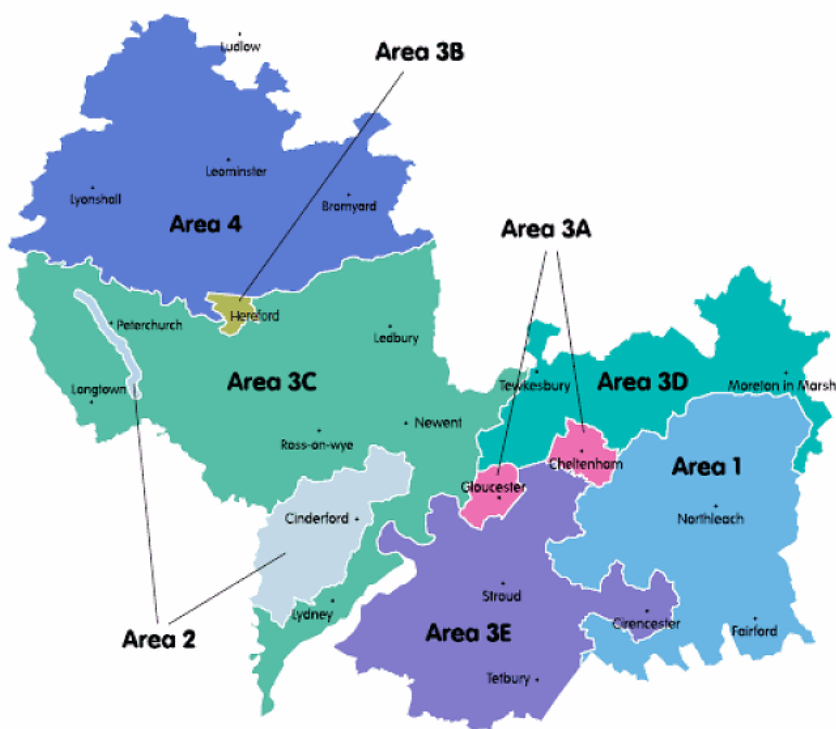 Ludlow
Area 3B
Leominster
Lyonshall
Bromyard
Area 4
Area 3A
Hereford
Peterchurch
Ledbury
Longtown
Area 3C
Tewkesbury
Area 3D
Moreton in Marsh
Newent
Ross-on-wye
Cheltenham
Area 1
Gloucester
Cinderford
Northleach
Stroud
Lydney
Cirencester
Area 2
Area 3E
Fairford
Tetbury